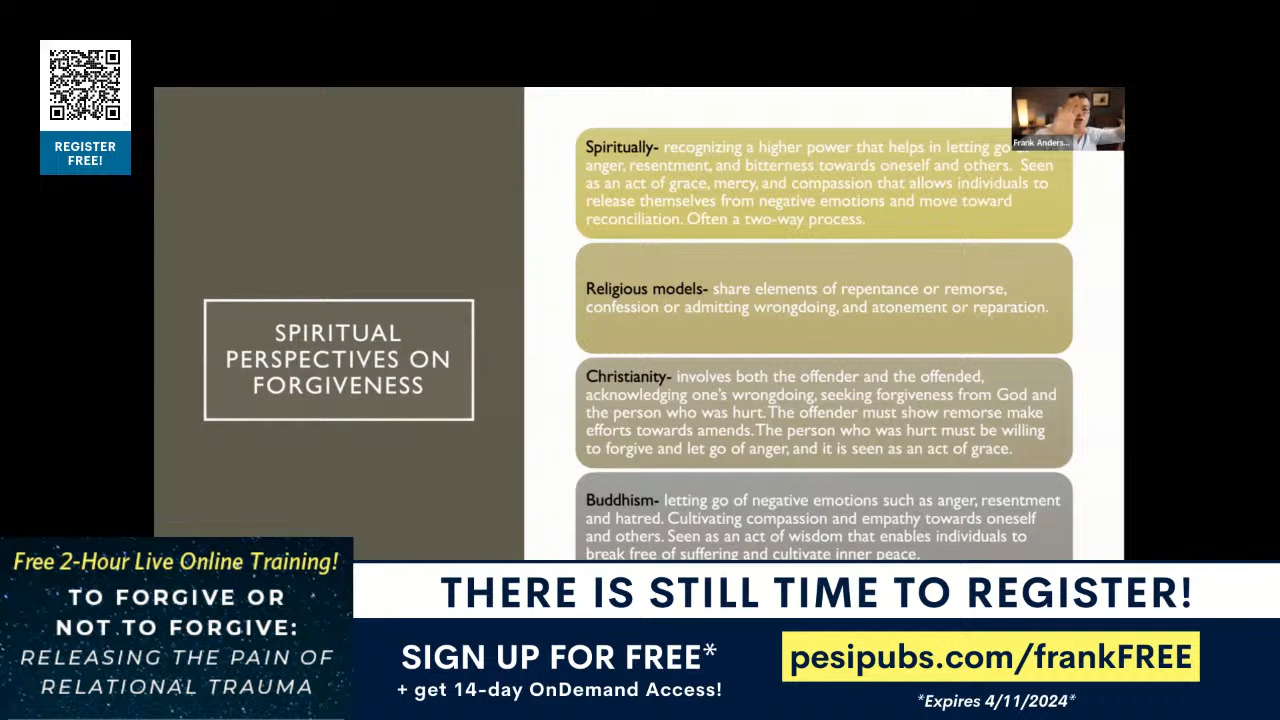 REGISTER
FREE!
Frank Anders...
SPIRITUAL
PERSPECTIVES ON
FORGIVENESS
Spiritually- recognizing a higher power that helps in letting go
anger, resentment, and bitterness towards oneself and others. Seen
as an act of grace, mercy, and compassion that allows individuals to
release themselves from negative emotions and move toward
reconciliation. Often a two-way process.
Religious models- share elements of repentance or remorse,
confession or admitting wrongdoing, and atonement or reparation.
Christianity- involves both the offender and the offended,
acknowledging one's wrongdoing, seeking forgiveness from God and
the person who was hurt. The offender must show remorse make
efforts towards amends. The person who was hurt must be willing
to forgive and let go of anger, and it is seen as an act of grace.
Buddhism- letting go of negative emotions such as anger, resentment
and hatred. Cultivating compassion and empathy towards oneself
and others. Seen as an act of wisdom that enables individuals to
break free of suffering and cultivate inner peace.
Free 2-Hour Live Online Training!
TO FORGIVE OR
NOT TO FORGIVE:
RELEASING THE PAIN OF
RELATIONAL TRAUMA
THERE IS STILL TIME TO REGISTER!
SIGN UP FOR FREE*
+ get 14-day OnDemand Access!
pesipubs.com/frankFREE
*Expires 4/11/2024*